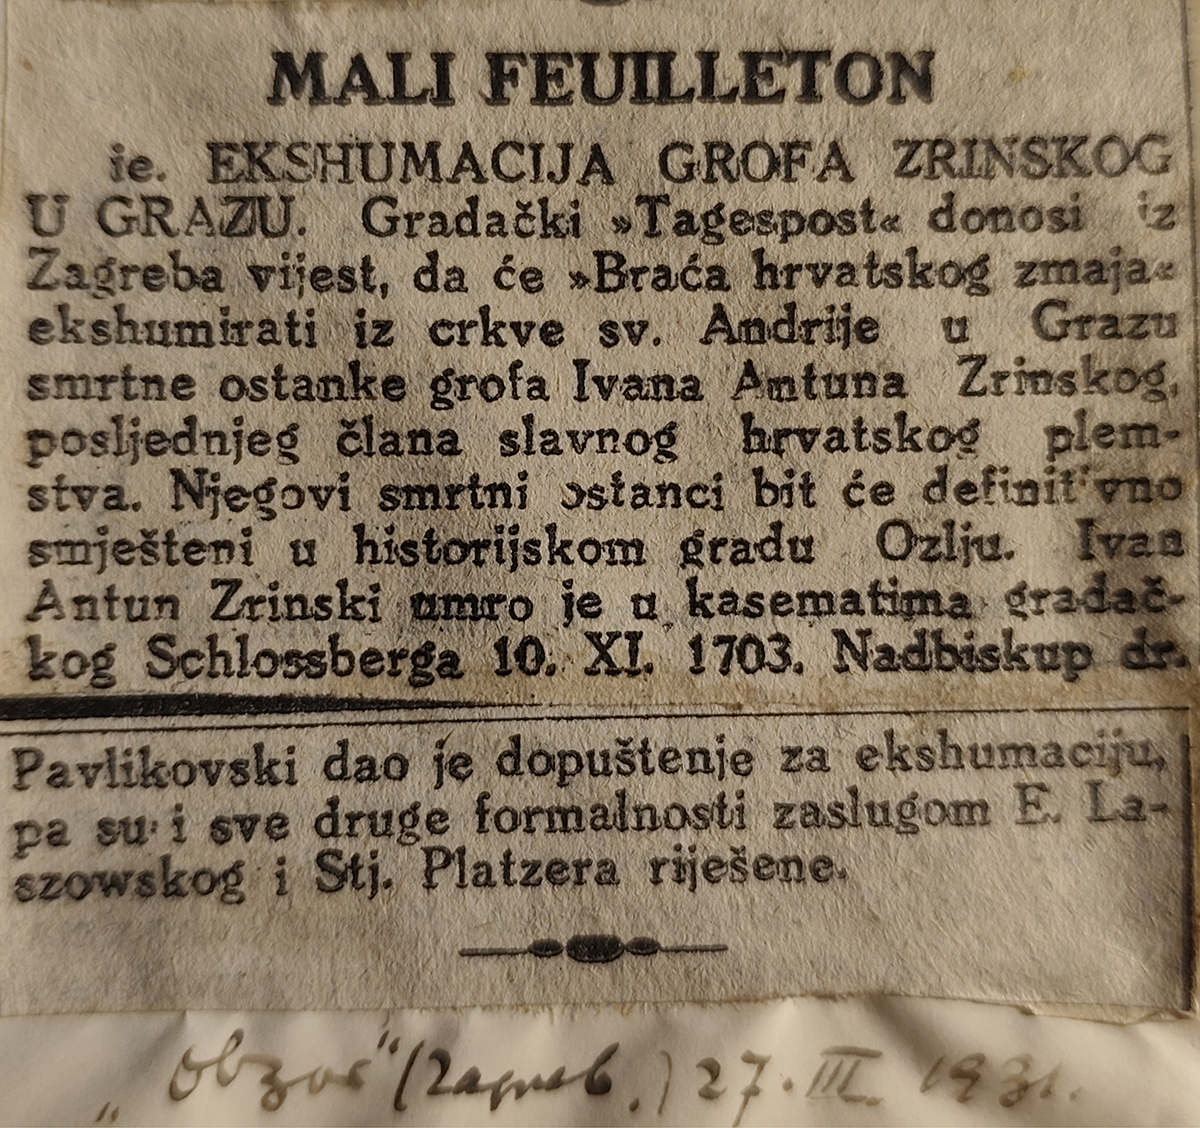 MALI FEUILLETON
ie. EKSHUMACIJA GROFA ZRINSKOG
U GRAZU. Gradački »Tagespost« donosi iz
Zagreba vijest, da će »Braća hrvatskog zmaja«
ekshumirati iz crkve sv. Andrije u Grazu
smrtne ostanke grofa Ivana Antuna Zrinskog,
posljednjeg člana slavnog hrvatskog plem-
stva. Njegovi smrtni ostanci bit će definitivno
smješteni u historijskom gradu Ozlju. Ivan
Antun Zrinski umro je u kasematima gradač-
kog Schlossberga 10. XI. 1703. Nadbiskup dr.
Pavlikovski dao je dopuštenje za ekshumaciju,
pa su i sve druge formalnosti zaslugom E. La-
szowskog i Stj. Platzera riješene.
„Obzor" (Zagreb.) 27. III. 1931.